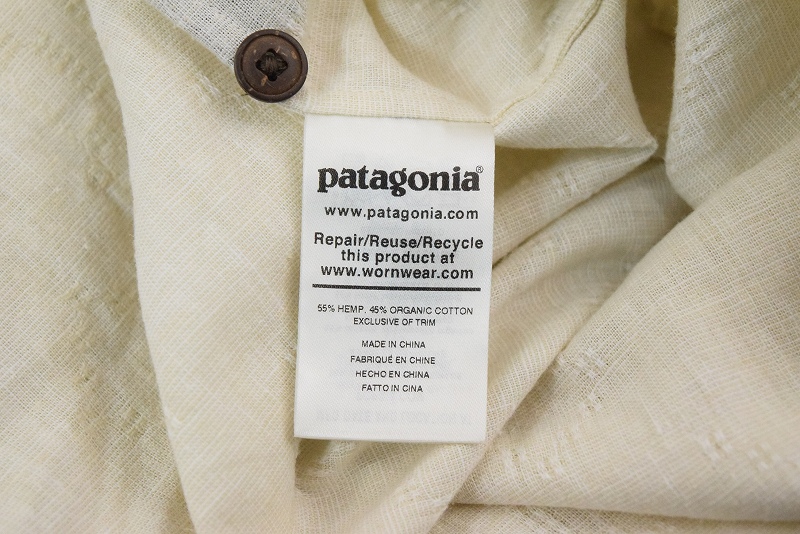 patagonia®
www.patagonia.com
Repair/Reuse/Recycle
this product at
www.wornwear.com
55% HEMP. 45% ORGANIC COTTON
EXCLUSIVE OF TRIM
MADE IN CHINA
FABRIQUÉ EN CHINE
HECHO EN CHINA
FATTO IN CINA